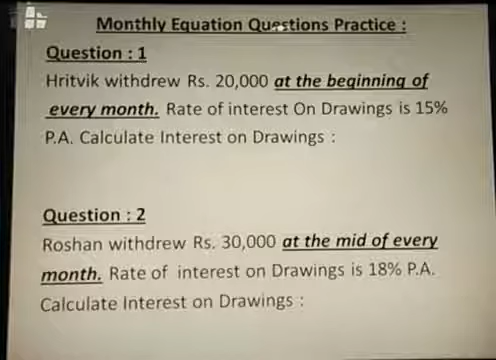 Monthly Equation Questions Practice :
Question : 1
Hritvik withdrew Rs. 20,000 at the beginning of
every month. Rate of interest On Drawings is 15%
P.A. Calculate Interest on Drawings :
Question : 2
Roshan withdrew Rs. 30,000 at the mid of every
month. Rate of interest on Drawings is 18% P.A.
Calculate Interest on Drawings :